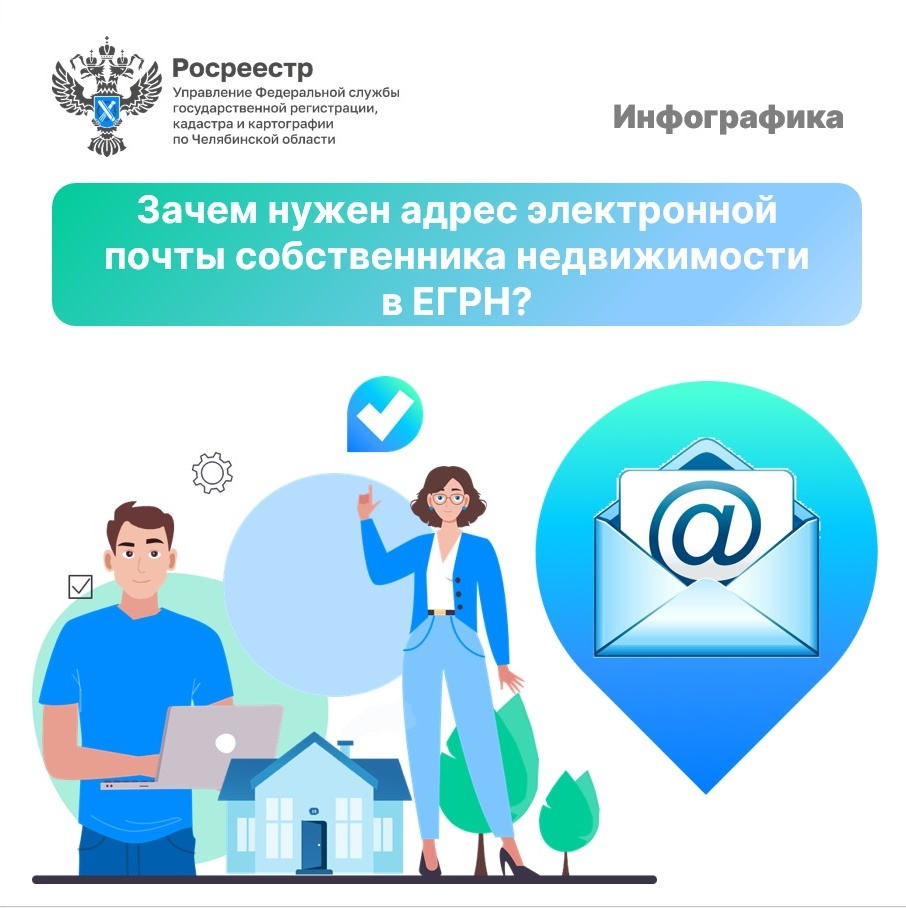 Росреестр
Управление Федеральной службы
государственной регистрации,
кадастра и картографии
по Челябинской области
Инфографика
Зачем нужен адрес электронной
почты собственника недвижимости
в ЕГРН?
@